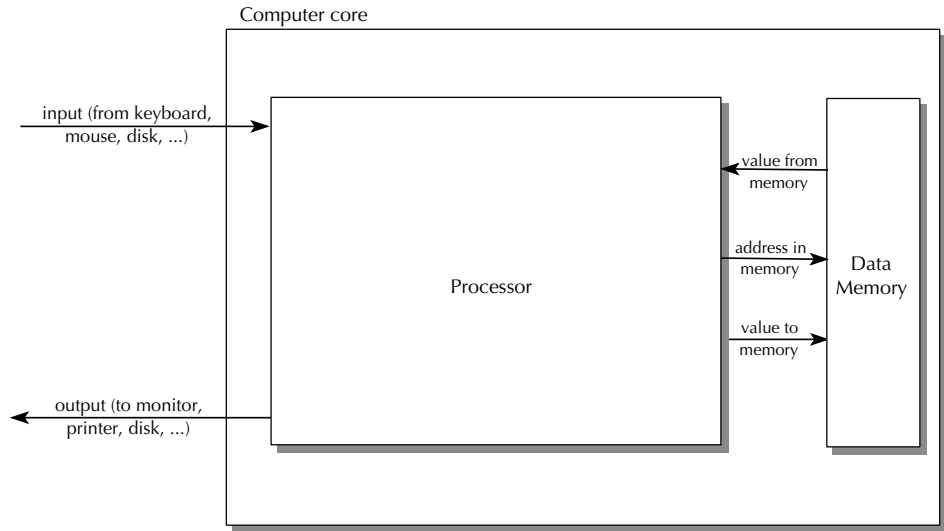 Computer core
input (from keyboard,
mouse, disk, ...)
value from
memory
address in
memory
value to
memory
Processor
Data
Memory
output (to monitor,
printer, disk, ...)